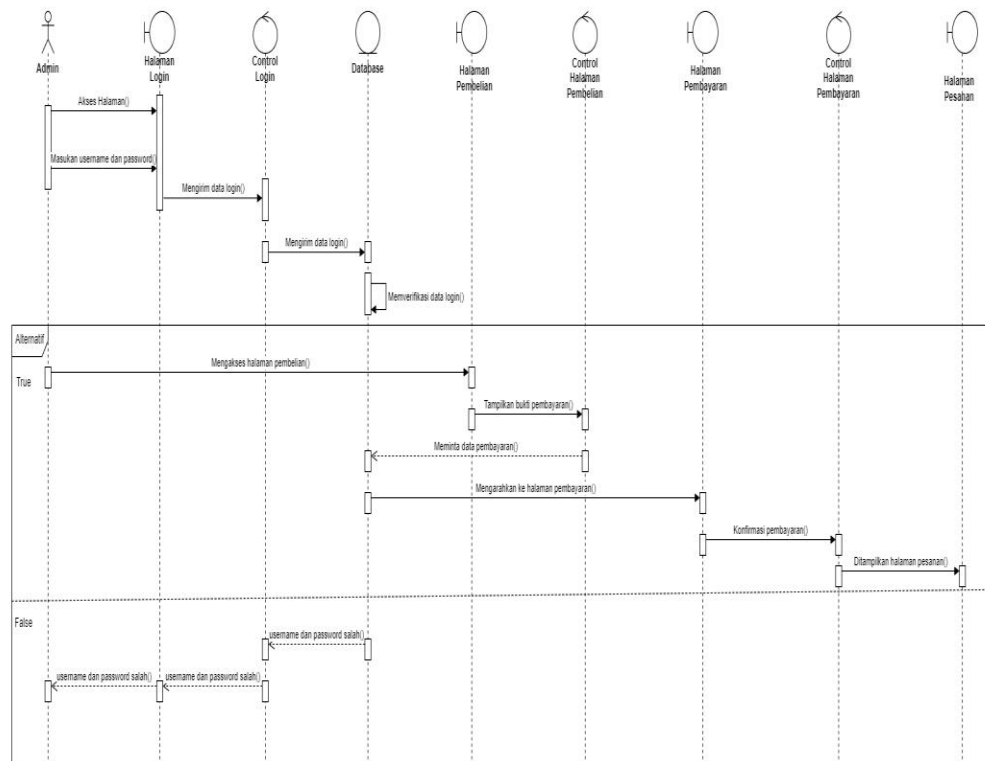 Admin
Halaman
Login
Control
Login
Database
Halaman
Pembelian
Control
Halaman
Pembelian
Halaman
Pembayaran
Control
Halaman
Pembayaran
Halaman
Pesanan
Akses Halaman()
Masukan username dan password()
Mengirim data login()
Mengirim data login()
Memverifikasi data login()
Alternatif
True
Mengakses halaman pembelian()
Tampilkan bukti pembayaran()
Meminta data pembayaran()
Mengarahkan ke halaman pembayaran()
Konfirmasi pembayaran()
Ditampilkan halaman pesanan()
False
username dan password salah()
username dan password salah()
username dan password salah()